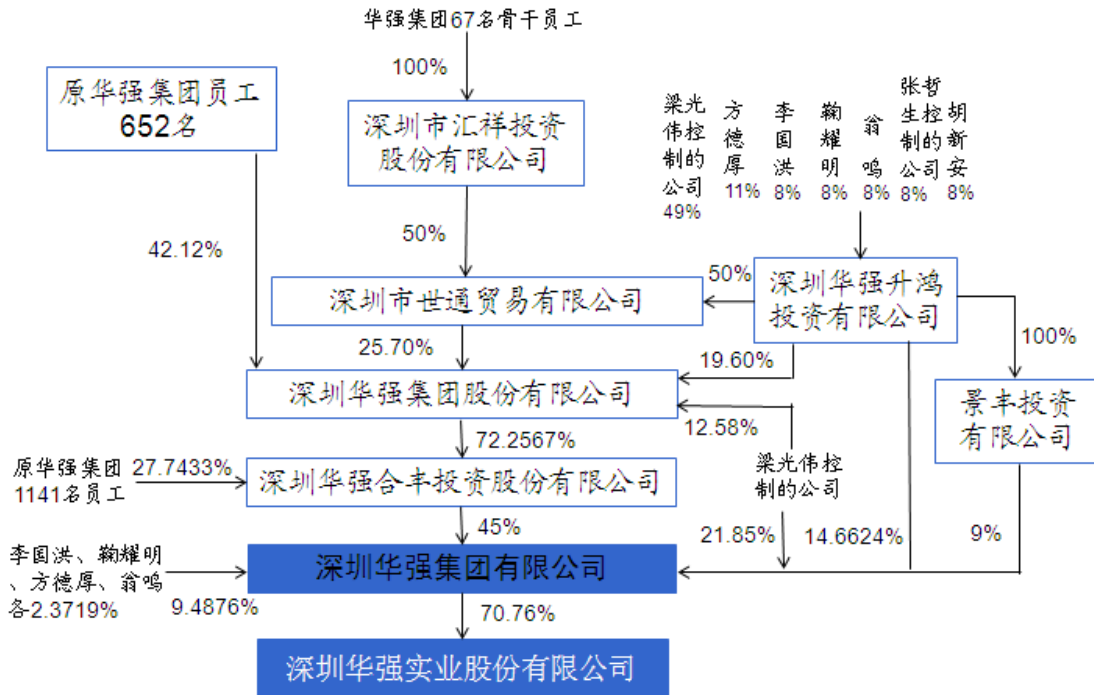 华强集团67名骨干员工
100%
原华强集团员工
652名
深圳市汇祥投资
股份有限公司
梁光伟控制的公司
49%
方德厚
11%
李国洪
8%
鞠耀明
8%
翁鸣
8%
张哲生控制的公司
8%
胡新安
8%
42.12%
50%
深圳市世通贸易有限公司
50%
深圳华强升鸿
投资有限公司
25.70%
19.60%
100%
深圳华强集团股份有限公司
景丰投资
有限公司
12.58%
72.2567%
原华强集团
1141名员工
27.7433%
深圳华强合丰投资股份有限公司
梁光伟控
制的公司
45%
21.85%
14.6624%
9%
李国洪、鞠耀明
、方德厚、翁鸣
各2.3719%
9.4876%
深圳华强集团有限公司
70.76%
深圳华强实业股份有限公司